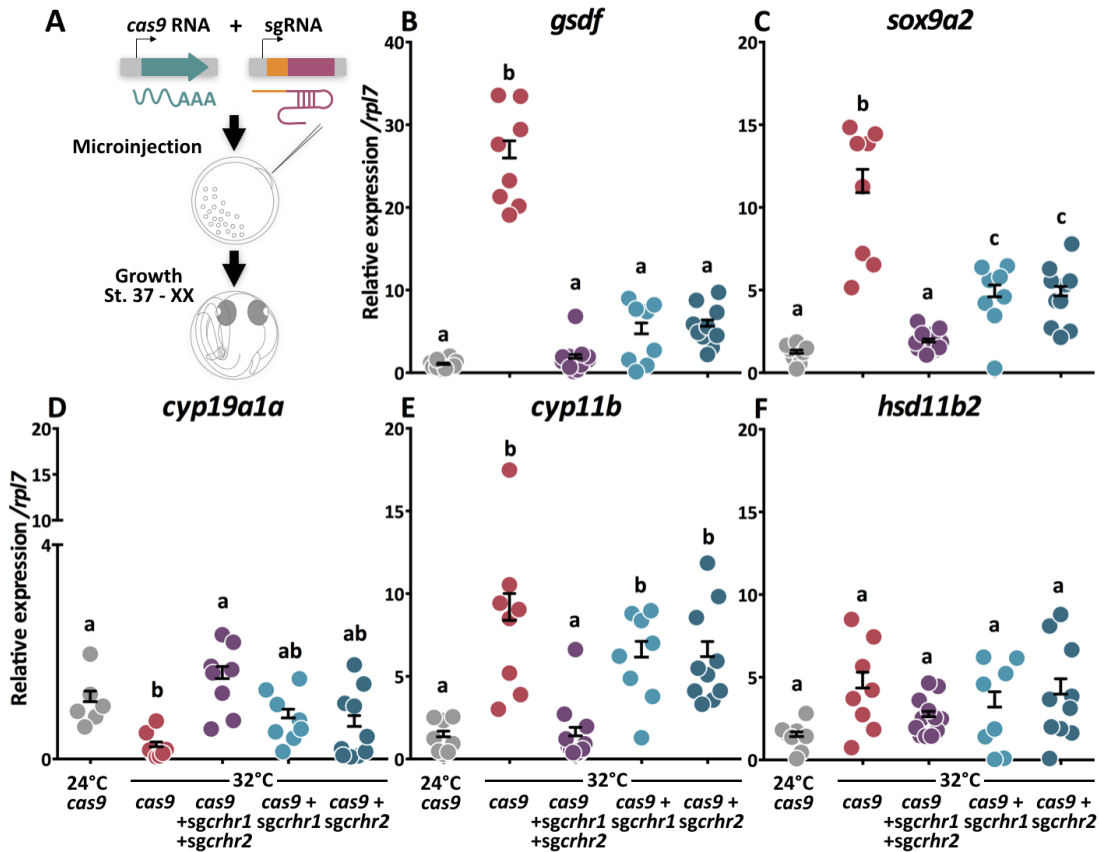 A
cas9 RNA + sgRNA
AAA
Microinjection
Growth
St. 37 - XX
B
gsdf
Relative expression /rpl7
40
30
20
10
0
a
b
a
a
a
C
sox9a2
20
15
10
5
0
a
b
a
c
c
D
cyp19a1a
Relative expression /rpl7
20
15
10
4
0
a
b
a
ab
ab
24°C
cas9
32°C
cas9
cas9
+sgcrhr1
+sgcrhr2
cas9 +
sgcrhr1
cas9 +
sgcrhr2
E
cyp11b
20
15
10
5
0
a
b
a
b
b
24°C
cas9
32°C
cas9
cas9
+sgcrhr1
+sgcrhr2
cas9 +
sgcrhr1
cas9 +
sgcrhr2
F
hsd11b2
20
15
10
5
0
a
a
a
a
a
24°C
cas9
32°C
cas9
cas9
+sgcrhr1
+sgcrhr2
cas9 +
sgcrhr1
cas9 +
sgcrhr2